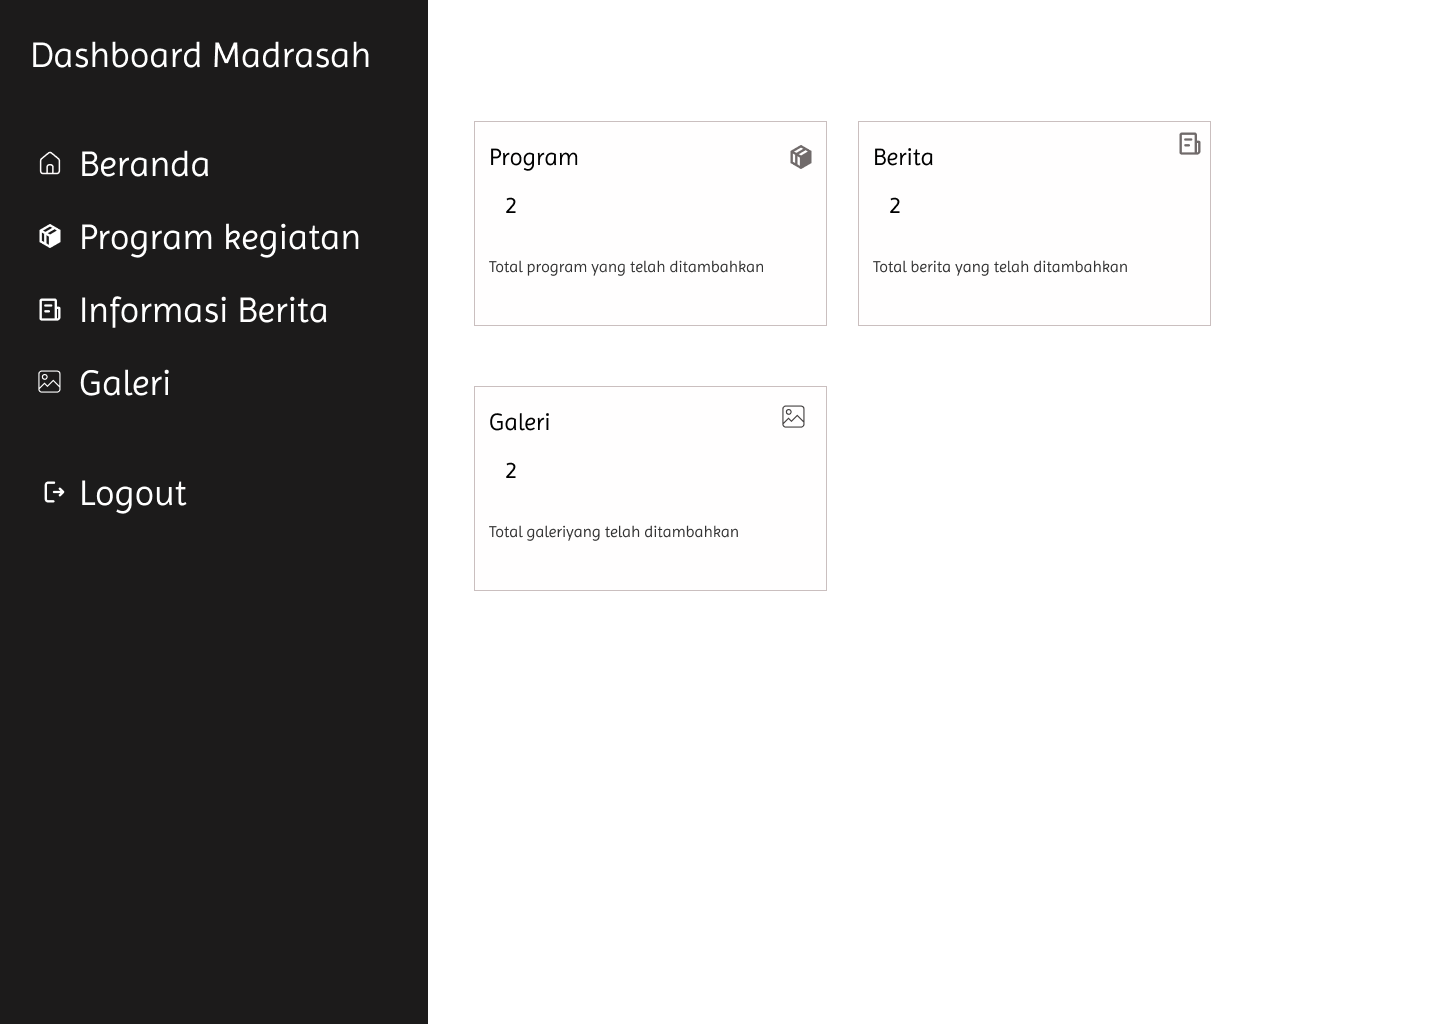 Dashboard Madrasah
Beranda
Program kegiatan
Informasi Berita
Galeri
Logout
Program
2
Total program yang telah ditambahkan
Berita
2
Total berita yang telah ditambahkan
Galeri
2
Total galeriyang telah ditambahkan